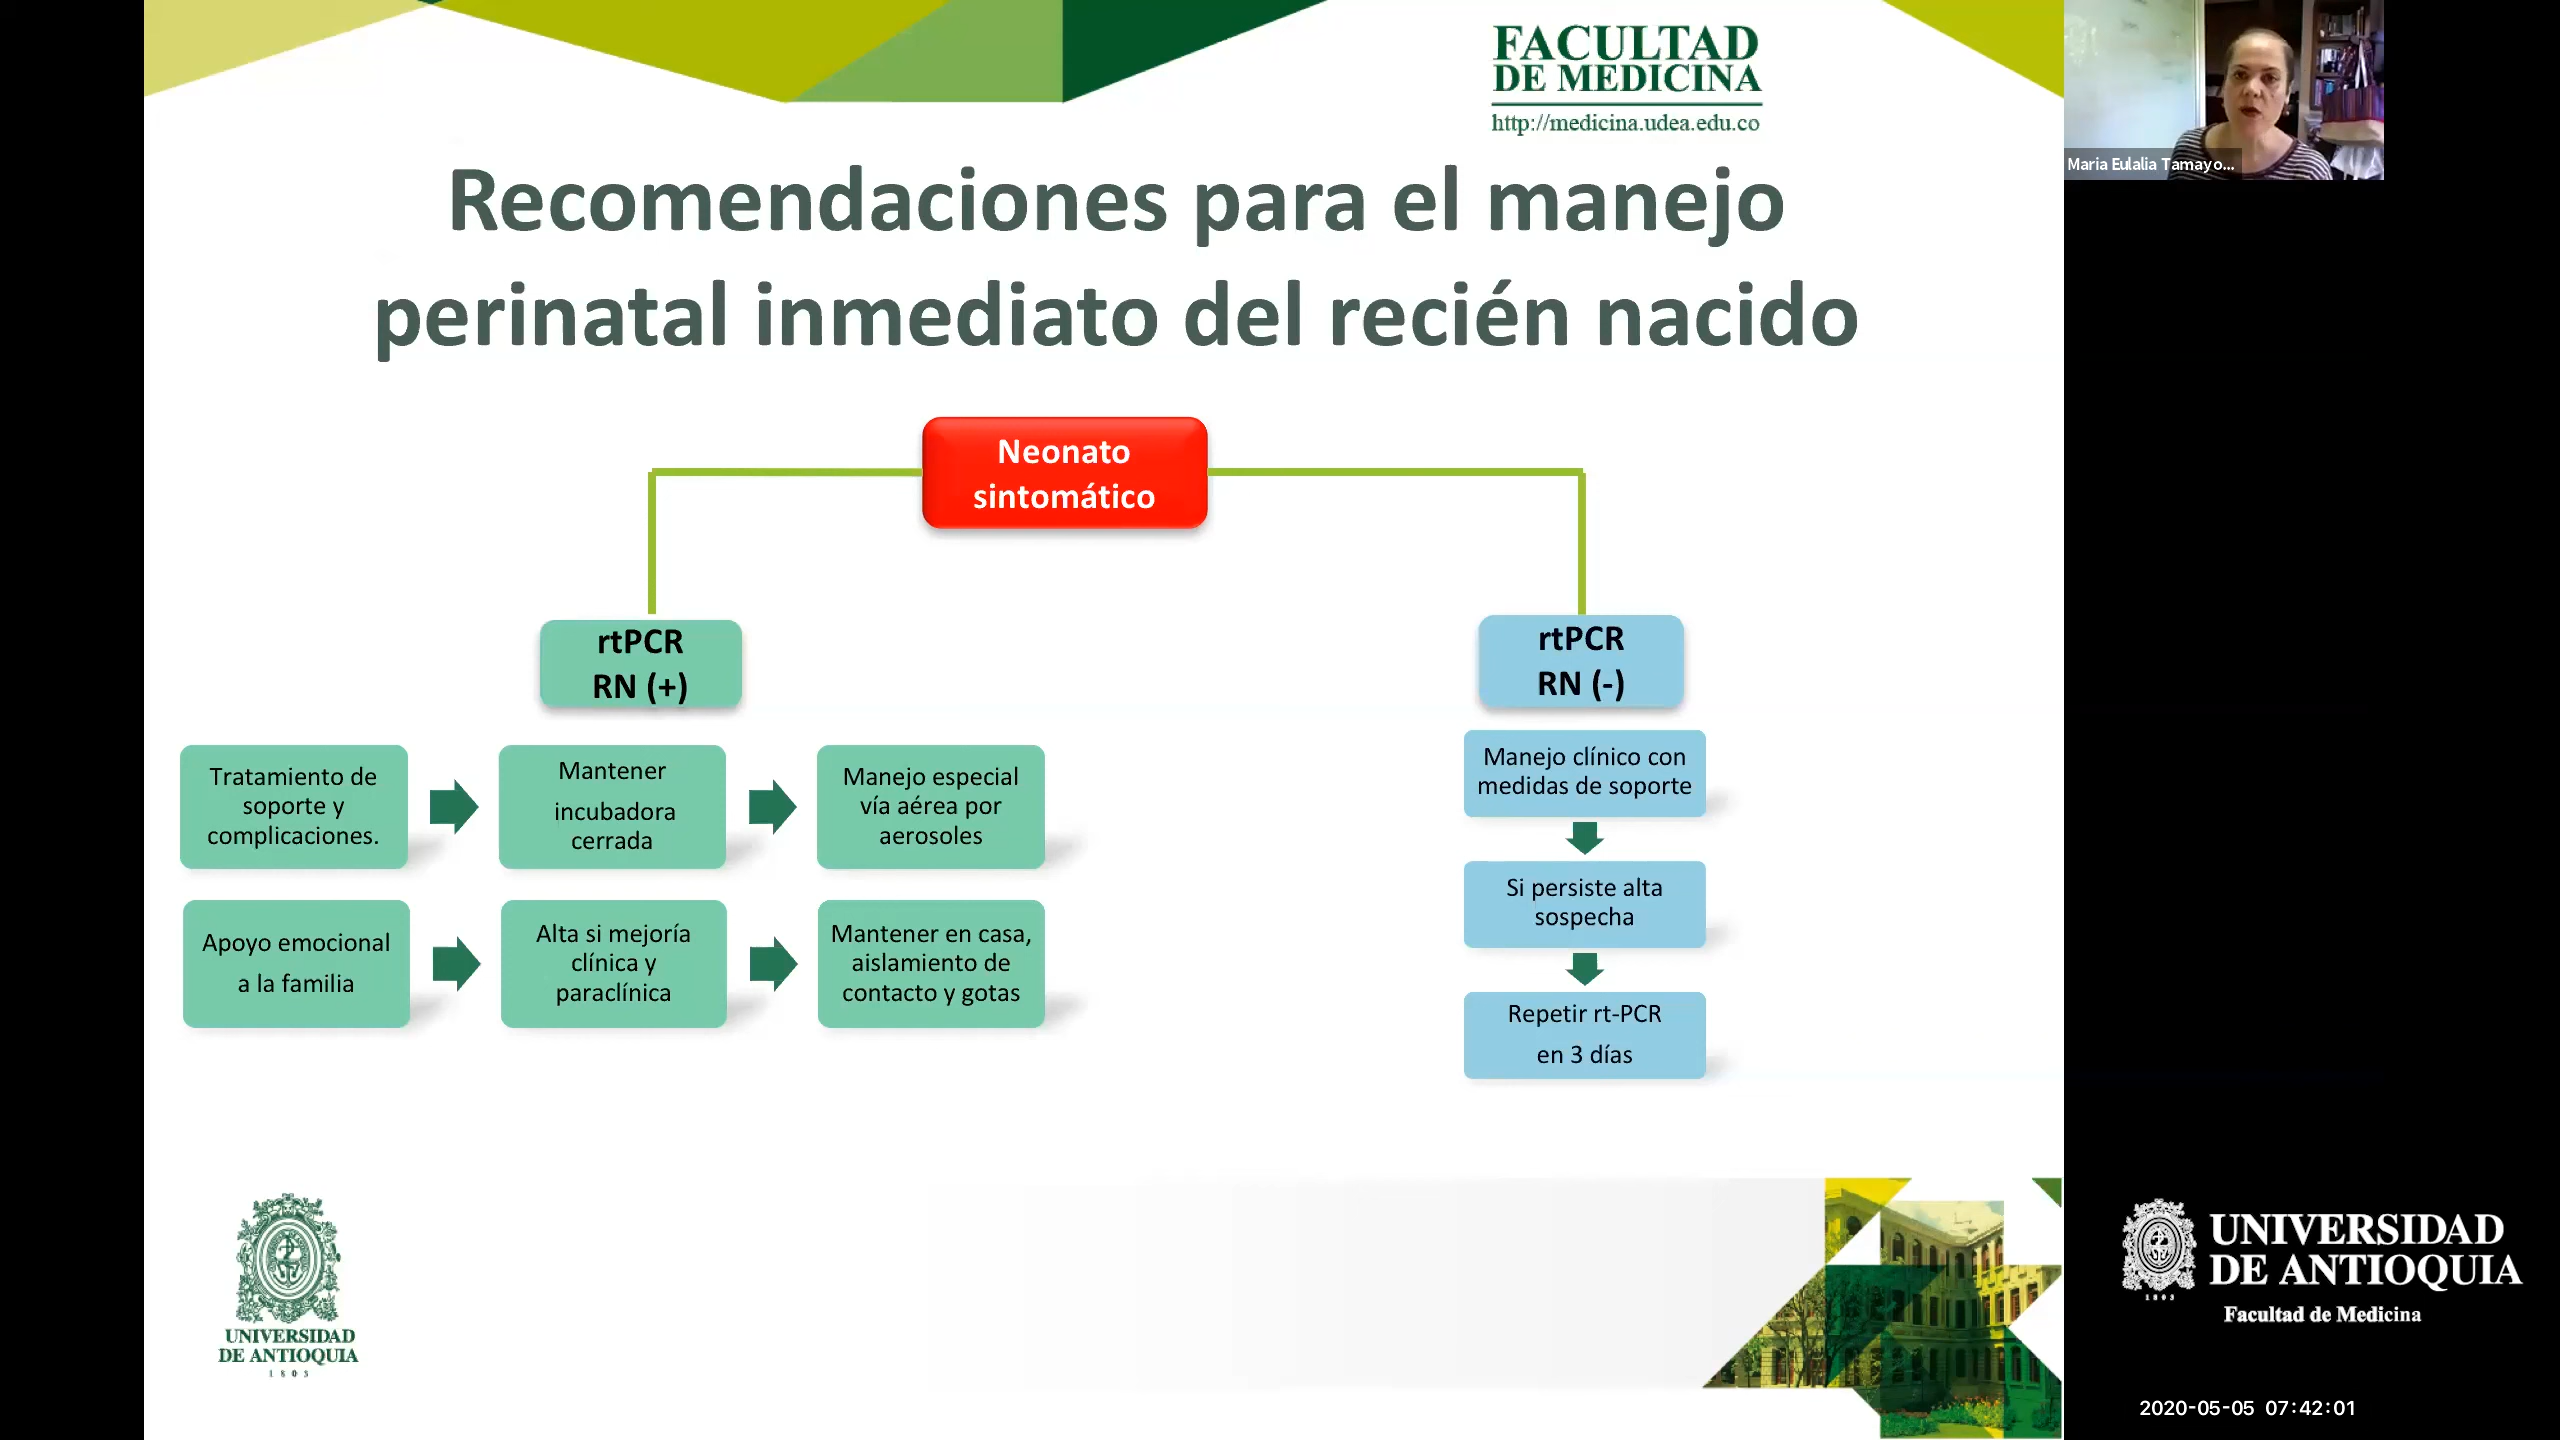 FACULTAD
DE MEDICINA
http://medicina.udea.edu.co
Maria Eulalia Tamayo...
Recomendaciones para el manejo
perinatal inmediato del recién nacido
Neonato
sintomático
rtPCR
RN (+)
Tratamiento de
soporte y
complicaciones.
Mantener
incubadora
cerrada
Manejo especial
vía aérea por
aerosoles
Apoyo emocional
a la familia
Alta si mejoría
clínica y
paraclínica
Mantener en casa,
aislamiento de
contacto y gotas
rtPCR
RN (-)
Manejo clínico con
medidas de soporte
Si persiste alta
sospecha
Repetir rt-PCR
en 3 días
UNIVERSIDAD
DE ANTIOQUIA
1803
UNIVERSIDAD
DE ANTIOQUIA
1803
Facultad de Medicina
2020-05-05 07:42:01